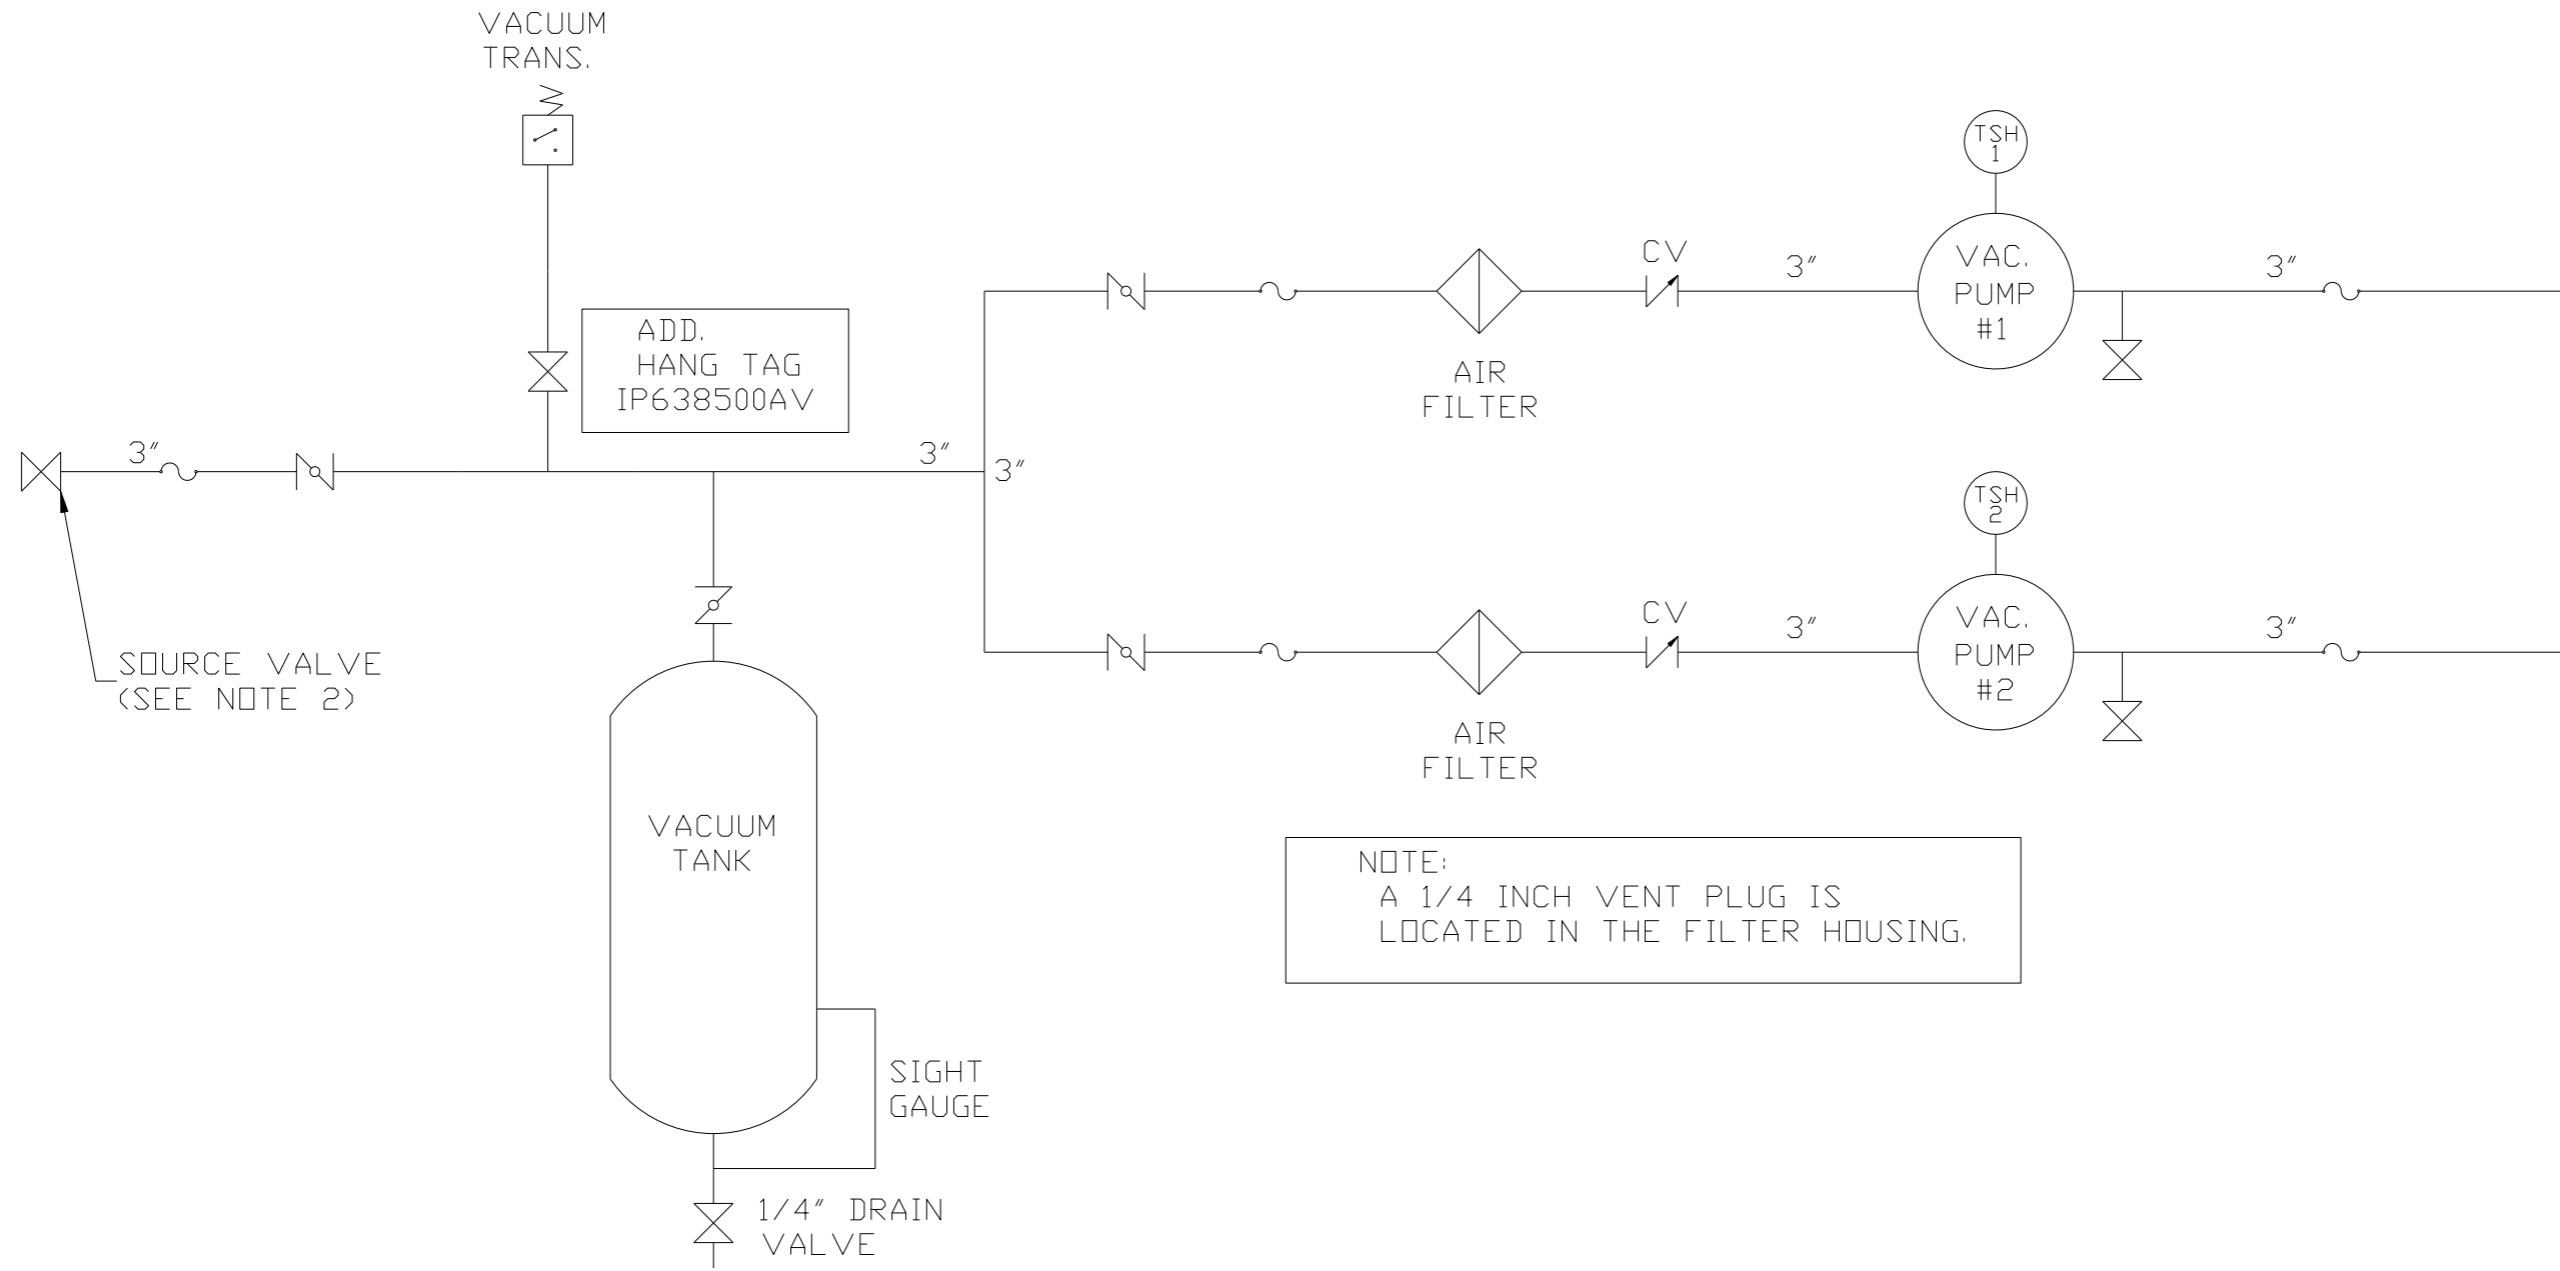 VACUUM
TRANS.
TSH
1
VAC.
PUMP
#1
CV
3"
3"
ADD.
HANG TAG
IP638500AV
AIR
FILTER
3"
3"
3"
TSH
2
VAC.
PUMP
#2
CV
3"
3"
SOURCE VALVE
(SEE NOTE 2)
AIR
FILTER
VACUUM
TANK
NOTE:
A 1/4 INCH VENT PLUG IS
LOCATED IN THE FILTER HOUSING.
SIGHT
GAUGE
1/4" DRAIN
VALVE